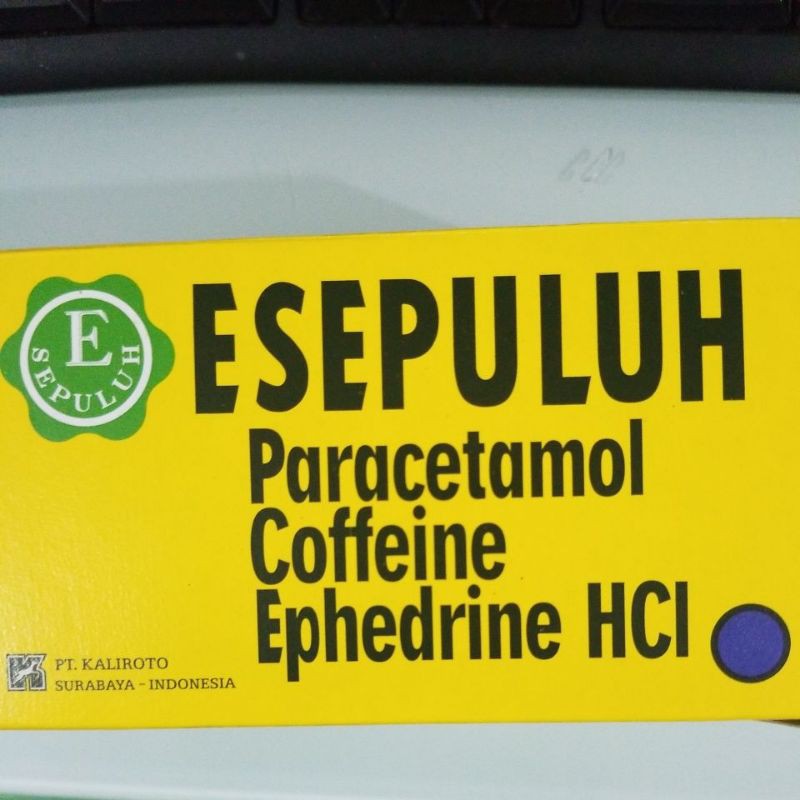 E
SEPULUH
ESEPULUH
Paracetamol
Coffeine
Ephedrine HCl
PT. KALIROTO
SURABAYA - INDONESIA